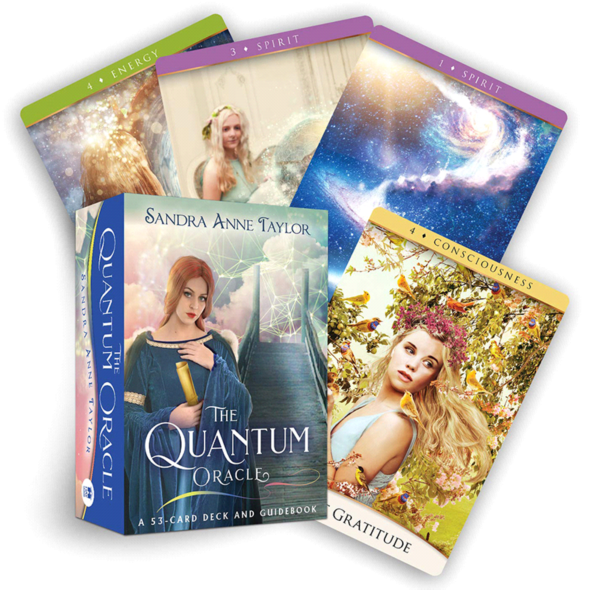 4 ♦ ENERGY
3 ♦ SPIRIT
1 ♦ SPIRIT
4 ♦ CONSCIOUSNESS
GRATITUDE
SANDRA ANNE TAYLOR
THE
QUANTUM
ORACLE
A 53-CARD DECK AND GUIDEBOOK
THE
QUANTUM ORACLE
SANDRA ANNE TAYLOR